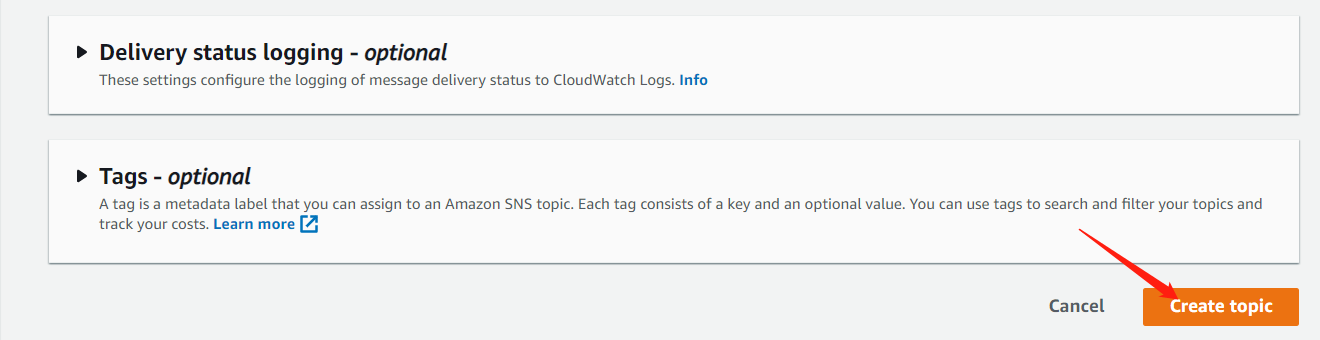 Delivery status logging - optional
These settings configure the logging of message delivery status to CloudWatch Logs. Info
Tags - optional
A tag is a metadata label that you can assign to an Amazon SNS topic. Each tag consists of a key and an optional value. You can use tags to search and filter your topics and
track your costs. Learn more
Cancel
Create topic